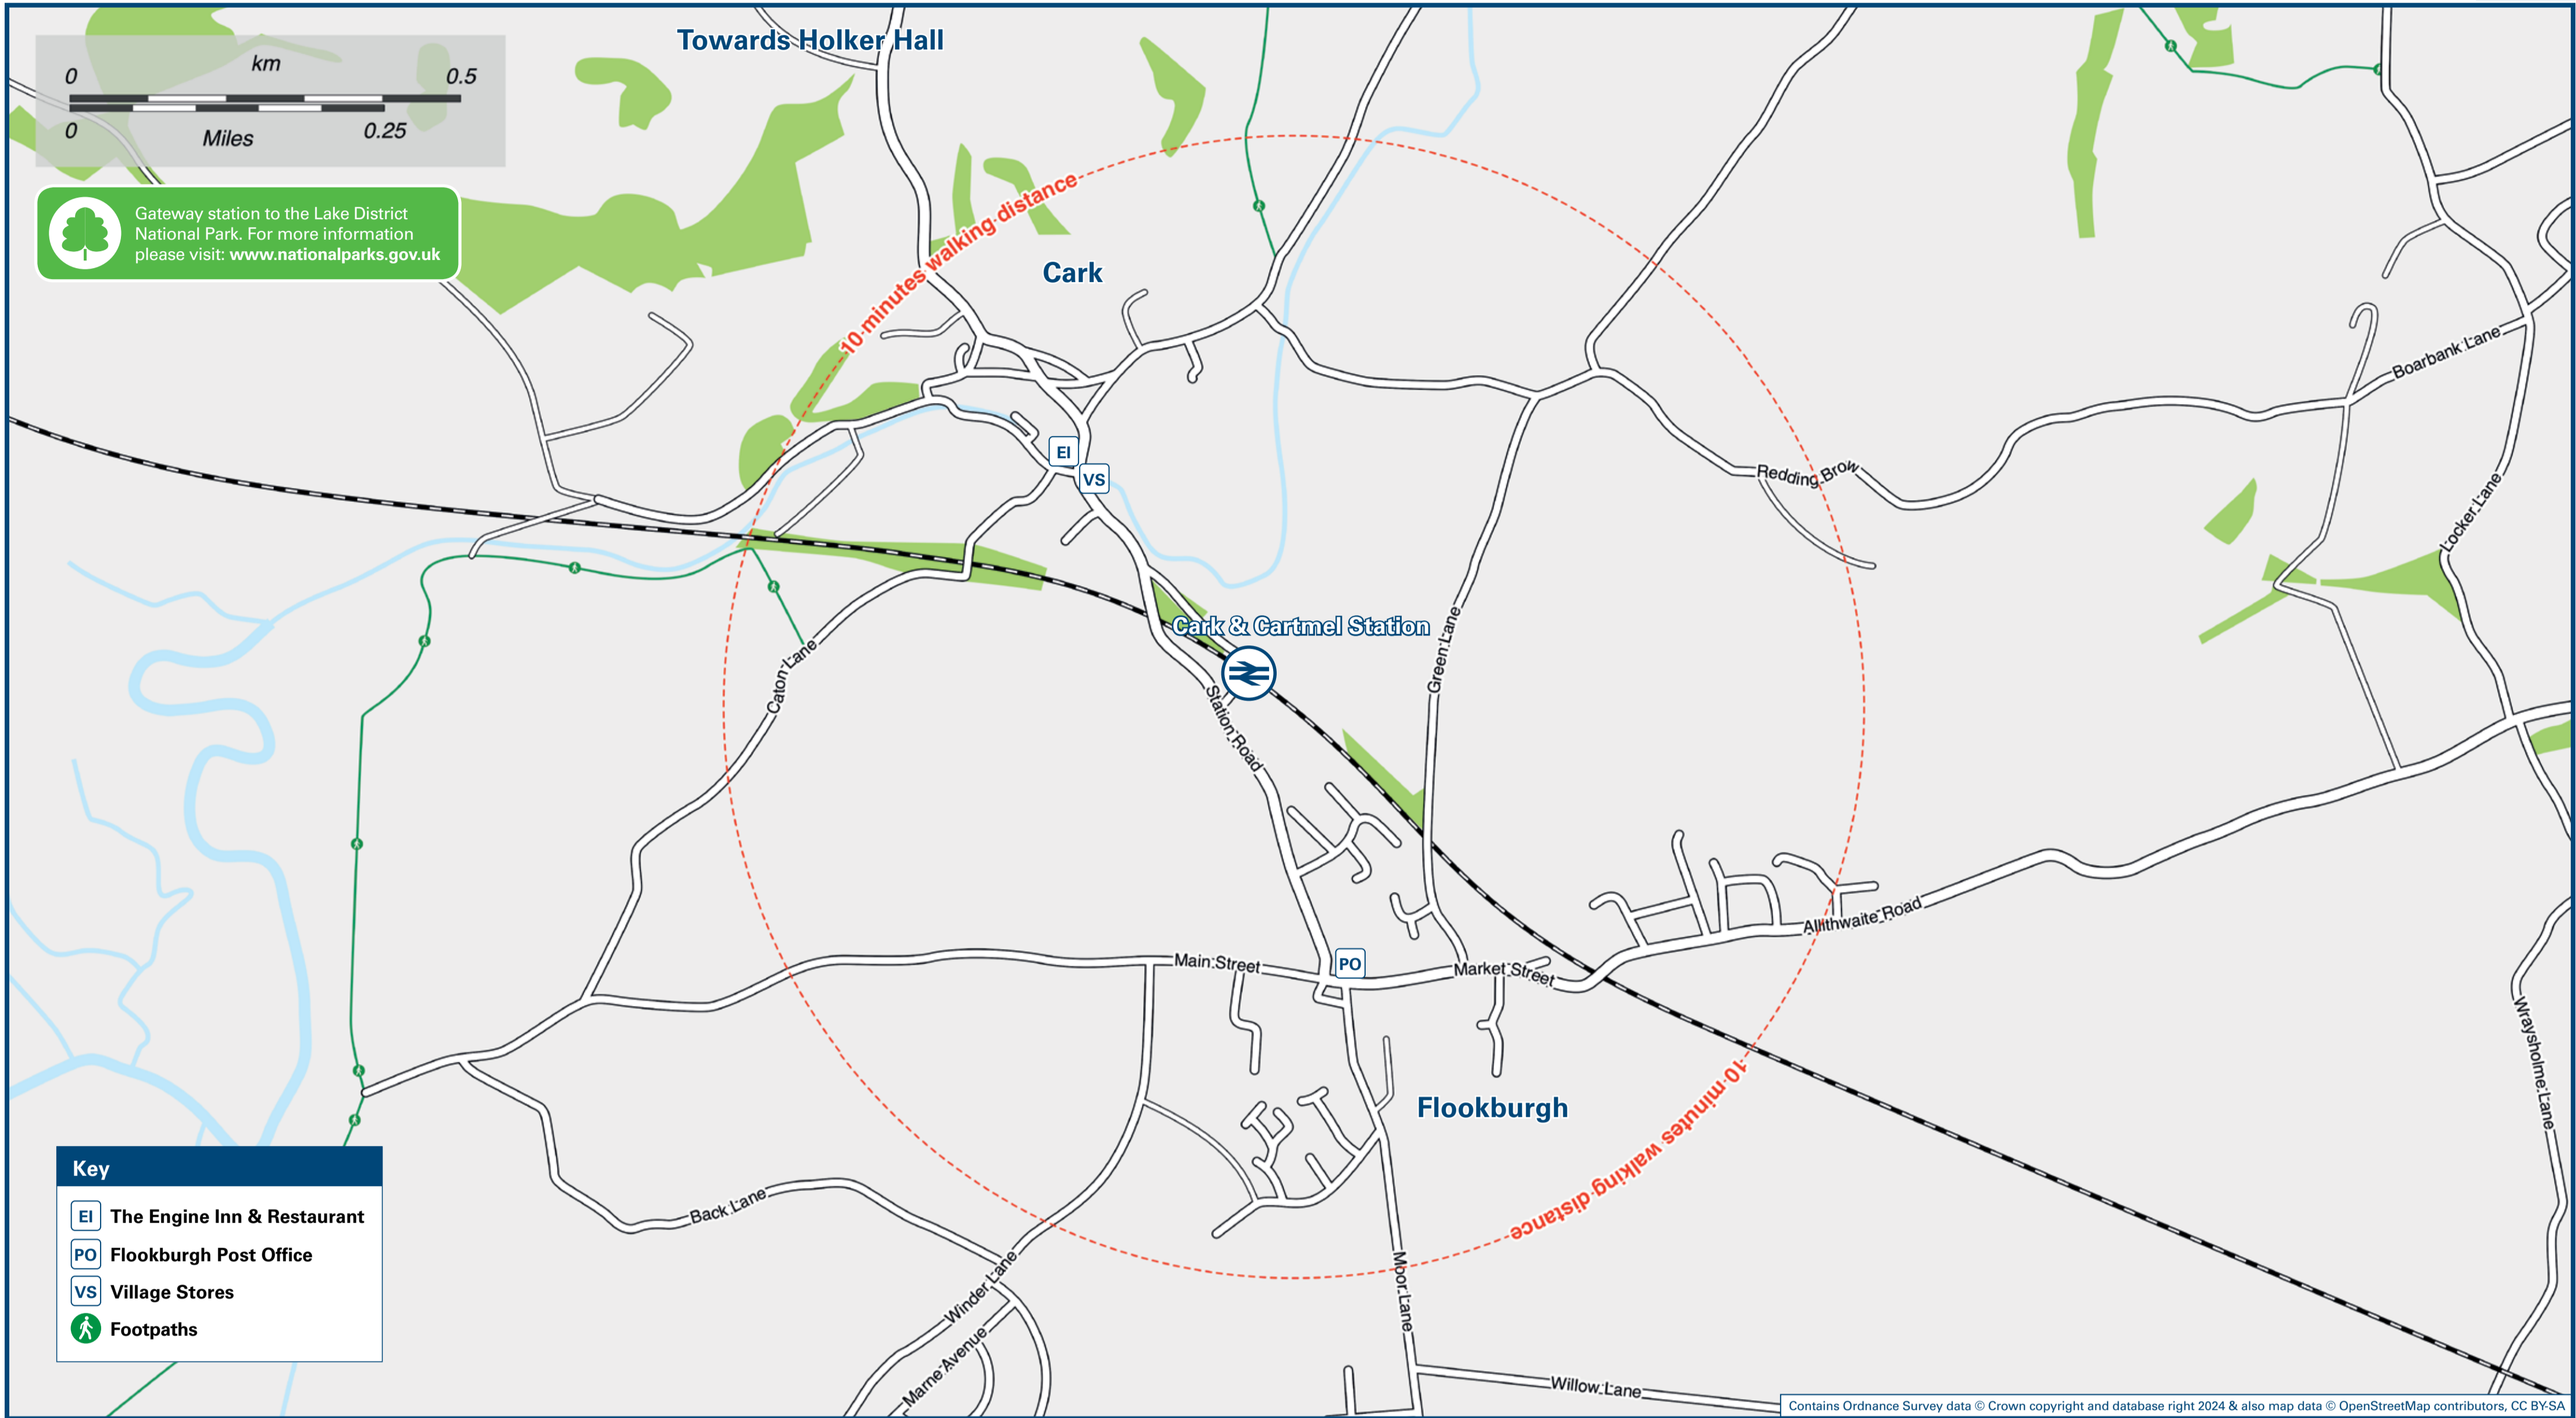 Towards Holker Hall
0 km 0.5
0 Miles 0.25
Gateway station to the Lake District
National Park. For more information
please visit: www.nationalparks.gov.uk
10 minutes walking distance
Cark
Boarbank Lane
EI
VS
Redding Brow
Locker Lane
Cark & Cartmel Station
Green Lane
Caton Lane
Station Road
Allithwaite Road
Main Street
PO
Market Street
Wraysholme Lane
Flookburgh
10 minutes walking distance
Back Lane
Winder Lane
Moor Lane
Marne Avenue
Willow Lane
Key
EI The Engine Inn & Restaurant
PO Flookburgh Post Office
VS Village Stores
Footpaths
Contains Ordnance Survey data © Crown copyright and database right 2024 & also map data © OpenStreetMap contributors, CC BY-SA